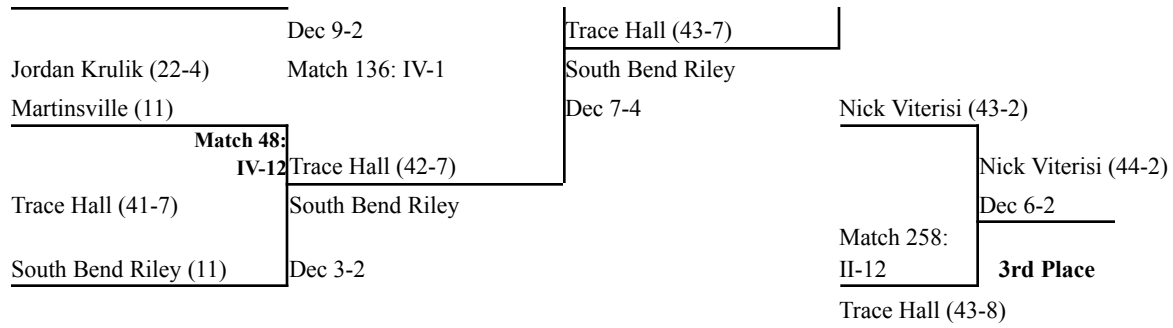 Dec 9-2
Trace Hall (43-7)
Jordan Krulik (22-4)
Match 136: IV-1
South Bend Riley
Martinsville (11)
Dec 7-4
Nick Viterisi (43-2)
Match 48:
IV-12
Trace Hall (42-7)
Nick Viterisi (44-2)
Trace Hall (41-7)
South Bend Riley
Dec 6-2
Match 258:
South Bend Riley (11)
Dec 3-2
II-12
3rd Place
Trace Hall (43-8)